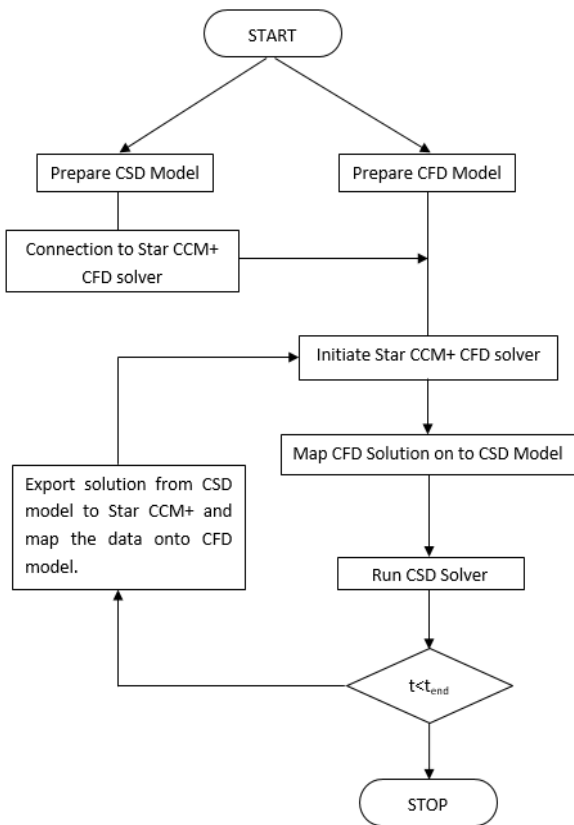 START
Prepare CSD Model
Prepare CFD Model
Connection to Star CCM+
CFD solver
Initiate Star CCM+ CFD solver
Map CFD Solution on to CSD Model
Export solution from CSD
model to Star CCM+ and
map the data onto CFD
model.
Run CSD Solver
t<tend
STOP